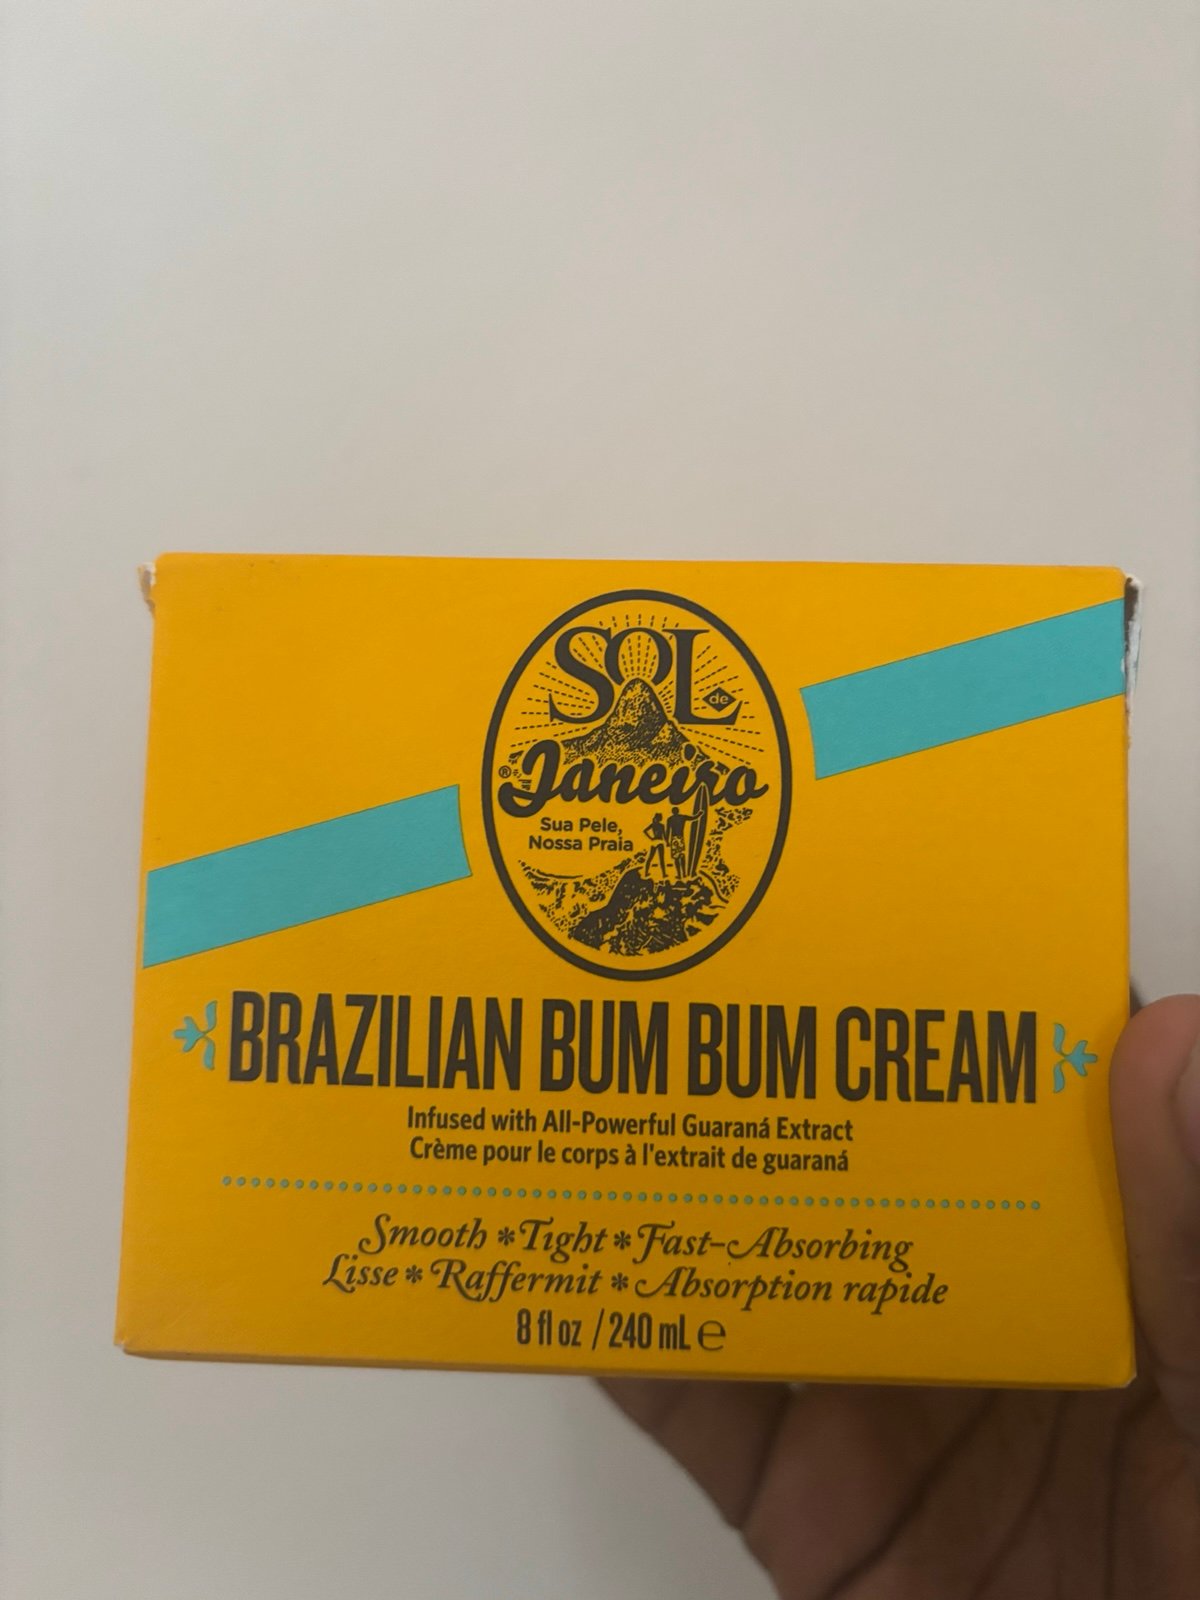 SOL de
® Janeiro
Sua Pele,
Nossa Praia
BRAZILIAN BUM BUM CREAM
Infused with All-Powerful Guaraná Extract
Crème pour le corps à l'extrait de guaraná
Smooth * Tight * Fast-Absorbing
Lisse * Raffermit * Absorption rapide
8 fl oz / 240 mL ℮